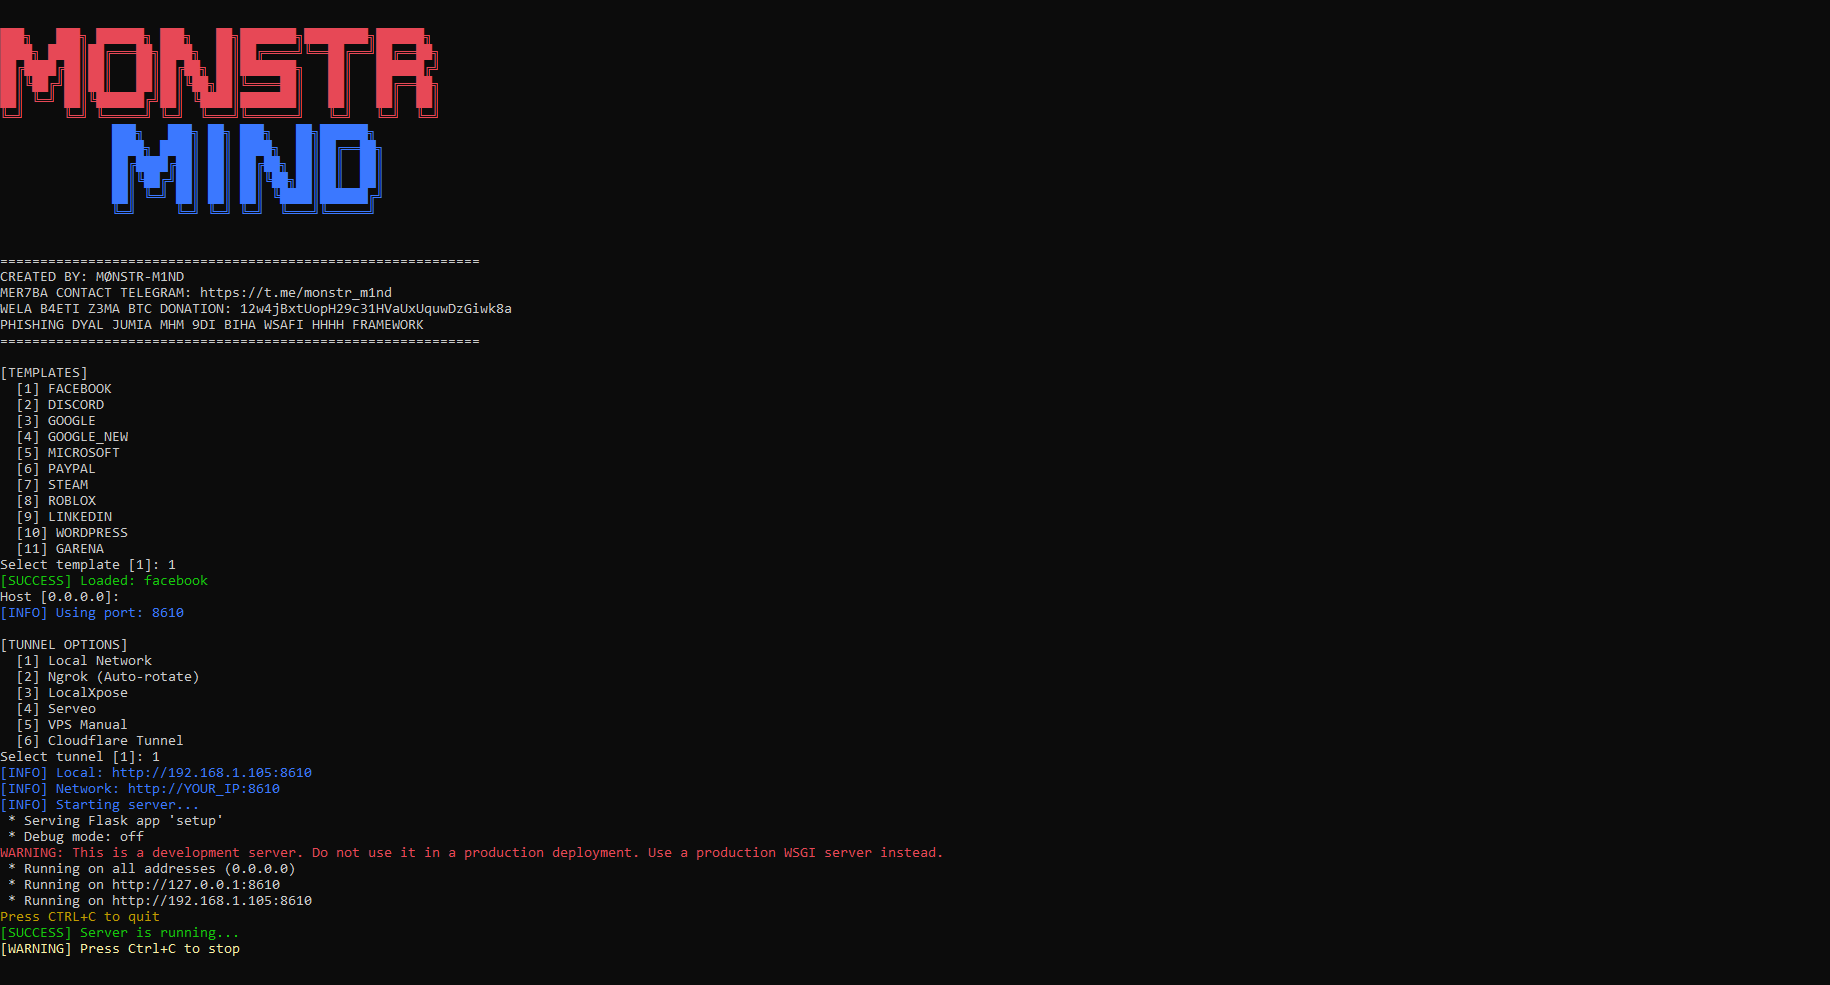 MONSTR
MIND
============================================================
CREATED BY: MØNSTR-M1ND
MER7BA CONTACT TELEGRAM: https://t.me/monstr_m1nd
WELA B4ETI Z3MA BTC DONATION: 12w4jBxtUopH29c31HVaUxUquwDzGiwk8a
PHISHING DYAL JUMIA MHM 9DI BIHA WSAFI HHHH FRAMEWORK
============================================================
[TEMPLATES]
[1] FACEBOOK
[2] DISCORD
[3] GOOGLE
[4] GOOGLE_NEW
[5] MICROSOFT
[6] PAYPAL
[7] STEAM
[8] ROBLOX
[9] LINKEDIN
[10] WORDPRESS
[11] GARENA
Select template [1]: 1
[SUCCESS] Loaded: facebook
Host [0.0.0.0]:
[INFO] Using port: 8610
[TUNNEL OPTIONS]
[1] Local Network
[2] Ngrok (Auto-rotate)
[3] LocalXpose
[4] Serveo
[5] VPS Manual
[6] Cloudflare Tunnel
Select tunnel [1]: 1
[INFO] Local: http://192.168.1.105:8610
[INFO] Network: http://YOUR_IP:8610
[INFO] Starting server...
* Serving Flask app 'setup'
* Debug mode: off
WARNING: This is a development server. Do not use it in a production deployment. Use a production WSGI server instead.
* Running on all addresses (0.0.0.0)
* Running on http://127.0.0.1:8610
* Running on http://192.168.1.105:8610
Press CTRL+C to quit
[SUCCESS] Server is running...
[WARNING] Press Ctrl+C to stop